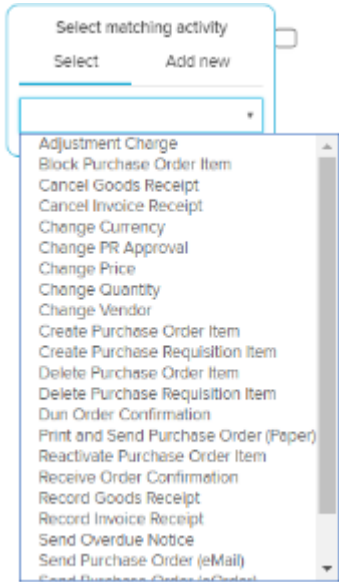 Select matching activity
Select Add new
Adjustment Charge
Block Purchase Order Item
Cancel Goods Receipt
Cancel Invoice Receipt
Change Currency
Change PR Approval
Change Price
Change Quantity
Change Vendor
Create Purchase Order Item
Create Purchase Requisition Item
Delete Purchase Order Item
Delete Purchase Requisition Item
Dun Order Confirmation
Print and Send Purchase Order (Paper)
Reactivate Purchase Order Item
Receive Order Confirmation
Record Goods Receipt
Record Invoice Receipt
Send Overdue Notice
Send Purchase Order (eMail)
Send Purchase Order